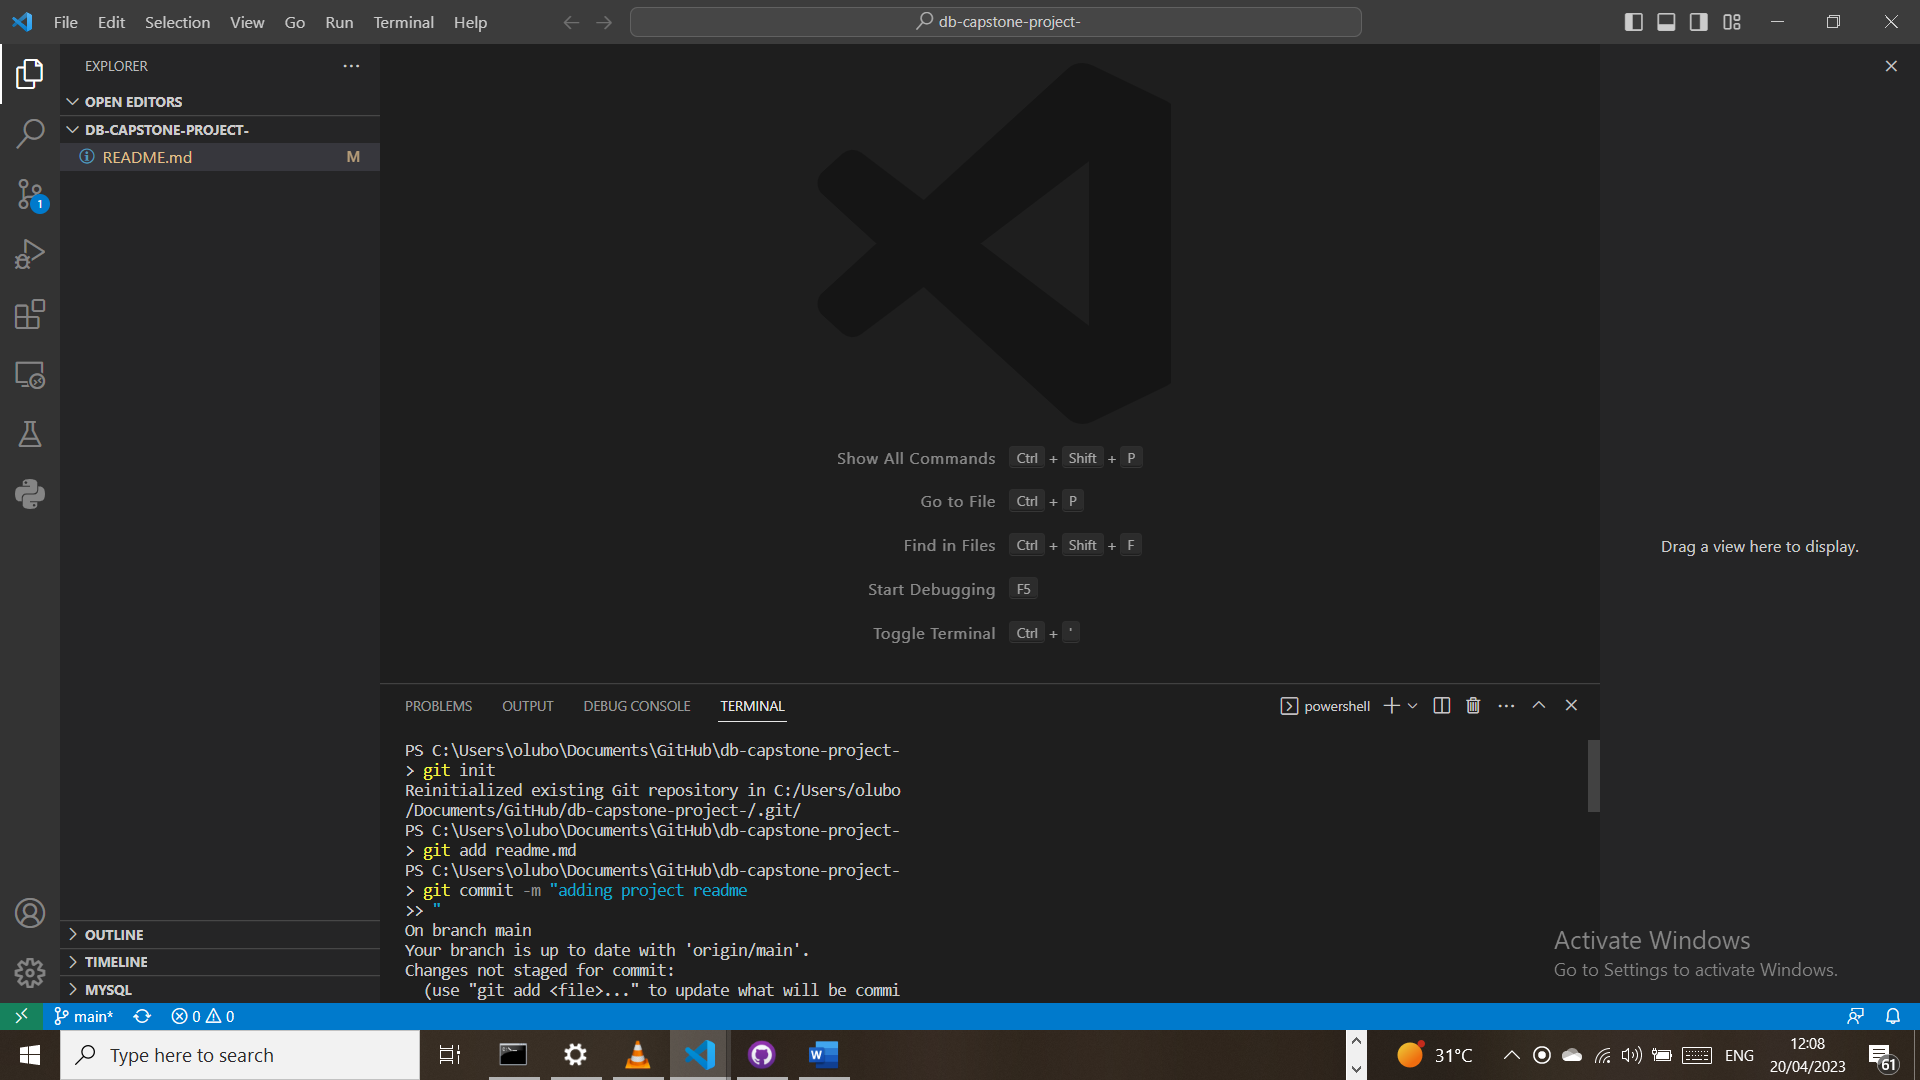 File Edit Selection View Go Run Terminal Help
db-capstone-project-
EXPLORER
OPEN EDITORS
DB-CAPSTONE-PROJECT-
README.md M
1
Show All Commands Ctrl + Shift + P
Go to File Ctrl + P
Find in Files Ctrl + Shift + F
Start Debugging F5
Toggle Terminal Ctrl + '
Drag a view here to display.
PROBLEMS OUTPUT DEBUG CONSOLE TERMINAL
powershell
PS C:\Users\olubo\Documents\GitHub\db-capstone-project-
> git init
Reinitialized existing Git repository in C:/Users/olubo
/Documents/GitHub/db-capstone-project-/.git/
PS C:\Users\olubo\Documents\GitHub\db-capstone-project-
> git add readme.md
PS C:\Users\olubo\Documents\GitHub\db-capstone-project-
> git commit -m "adding project readme
>> "
On branch main
Your branch is up to date with 'origin/main'.
Changes not staged for commit:
(use "git add <file>..." to update what will be commi
OUTLINE
TIMELINE
MYSQL
Activate Windows
Go to Settings to activate Windows.
main* 0 0
Type here to search
31°C
ENG
12:08
20/04/2023
61